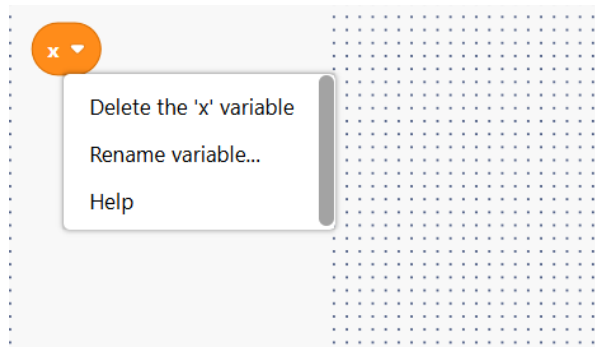 x
Delete the 'x' variable
Rename variable...
Help